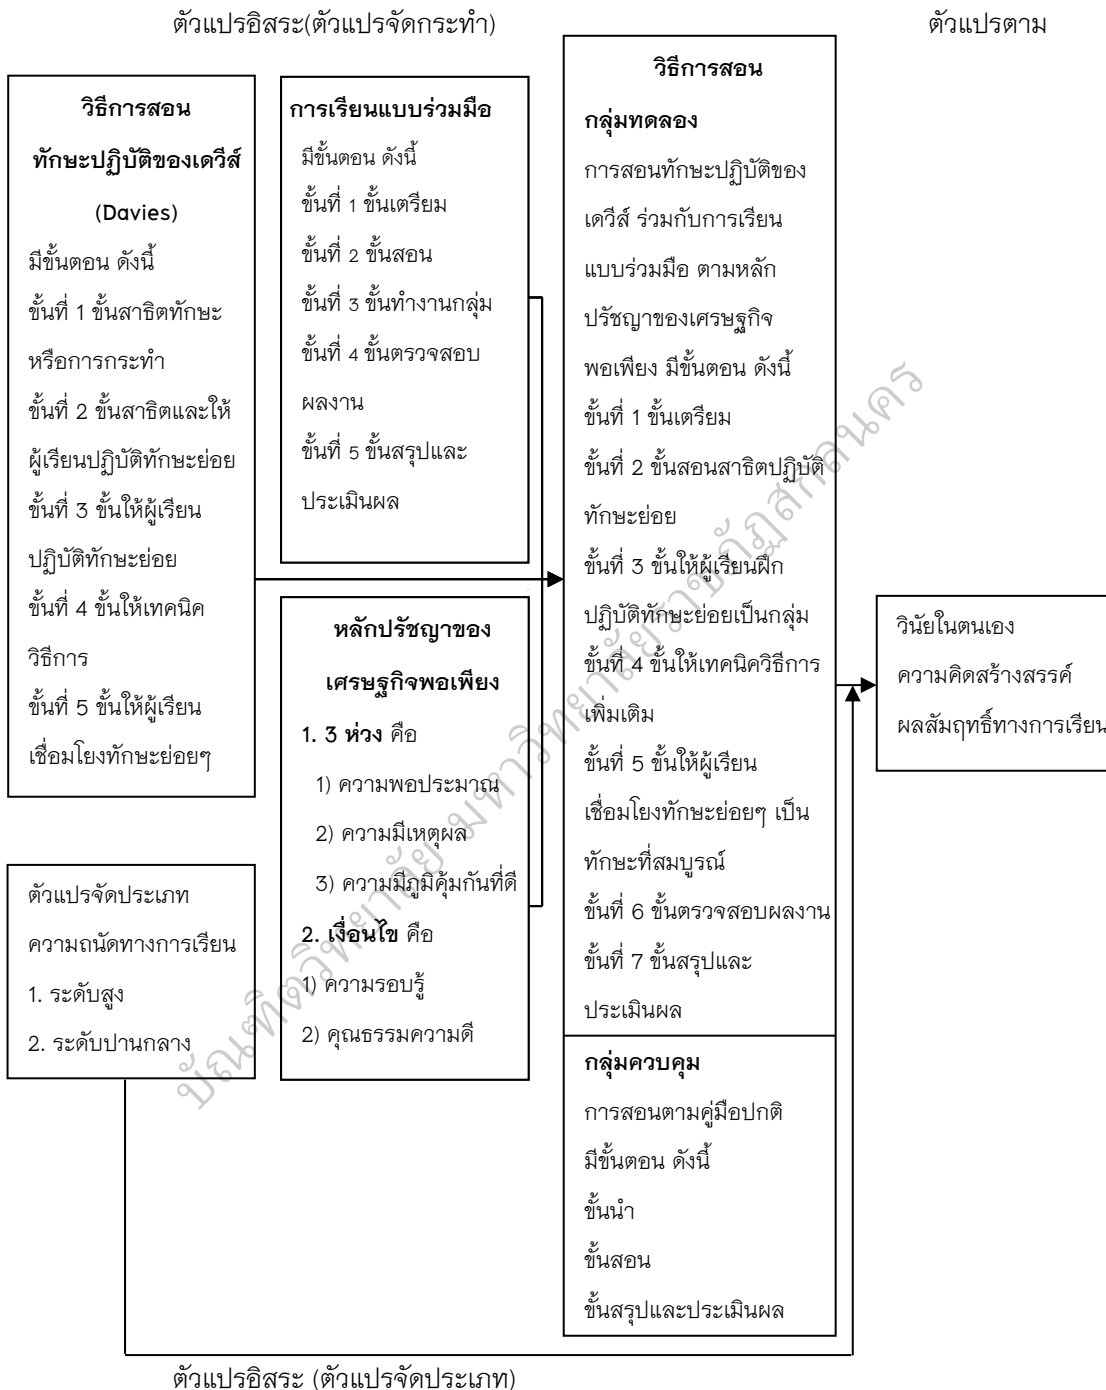 ตัวแปรอิสระ(ตัวแปรจัดกระทำ)
ตัวแปรตาม
วิธีการสอน
ทักษะปฏิบัติของเดวีส์
(Davies)
มีขั้นตอน ดังนี้
ขั้นที่ 1 ขั้นสาธิตทักษะ
หรือการกระทำ
ขั้นที่ 2 ขั้นสาธิตและให้
ผู้เรียนปฏิบัติทักษะย่อย
ขั้นที่ 3 ขั้นให้ผู้เรียน
ปฏิบัติทักษะย่อย
ขั้นที่ 4 ขั้นให้เทคนิค
วิธีการ
ขั้นที่ 5 ขั้นให้ผู้เรียน
เชื่อมโยงทักษะย่อยๆ
การเรียนแบบร่วมมือ
มีขั้นตอน ดังนี้
ขั้นที่ 1 ขั้นเตรียม
ขั้นที่ 2 ขั้นสอน
ขั้นที่ 3 ขั้นทำงานกลุ่ม
ขั้นที่ 4 ขั้นตรวจสอบ
ผลงาน
ขั้นที่ 5 ขั้นสรุปและ
ประเมินผล
หลักปรัชญาของ
เศรษฐกิจพอเพียง
1. 3 ห่วง คือ
1) ความพอประมาณ
2) ความมีเหตุผล
3) ความมีภูมิคุ้มกันที่ดี
2. เงื่อนไข คือ
1) ความรอบรู้
2) คุณธรรมความดี
วิธีการสอน
กลุ่มทดลอง
การสอนทักษะปฏิบัติของ
เดวีส์ ร่วมกับการเรียน
แบบร่วมมือ ตามหลัก
ปรัชญาของเศรษฐกิจ
พอเพียง มีขั้นตอน ดังนี้
ขั้นที่ 1 ขั้นเตรียม
ขั้นที่ 2 ขั้นสอนสาธิตปฏิบัติ
ทักษะย่อย
ขั้นที่ 3 ขั้นให้ผู้เรียนฝึก
ปฏิบัติทักษะย่อยเป็นกลุ่ม
ขั้นที่ 4 ขั้นให้เทคนิควิธีการ
เพิ่มเติม
ขั้นที่ 5 ขั้นให้ผู้เรียน
เชื่อมโยงทักษะย่อยๆ เป็น
ทักษะที่สมบูรณ์
ขั้นที่ 6 ขั้นตรวจสอบผลงาน
ขั้นที่ 7 ขั้นสรุปและ
ประเมินผล
กลุ่มควบคุม
การสอนตามคู่มือปกติ
มีขั้นตอน ดังนี้
ขั้นนำ
ขั้นสอน
ขั้นสรุปและประเมินผล
วินัยในตนเอง
ความคิดสร้างสรรค์
ผลสัมฤทธิ์ทางการเรียน
ตัวแปรจัดประเภท
ความถนัดทางการเรียน
1. ระดับสูง
2. ระดับปานกลาง
ตัวแปรอิสระ (ตัวแปรจัดประเภท)
บัณฑิตวิทยาลัย มหาวิทยาลัยราชภัฏสกลนคร